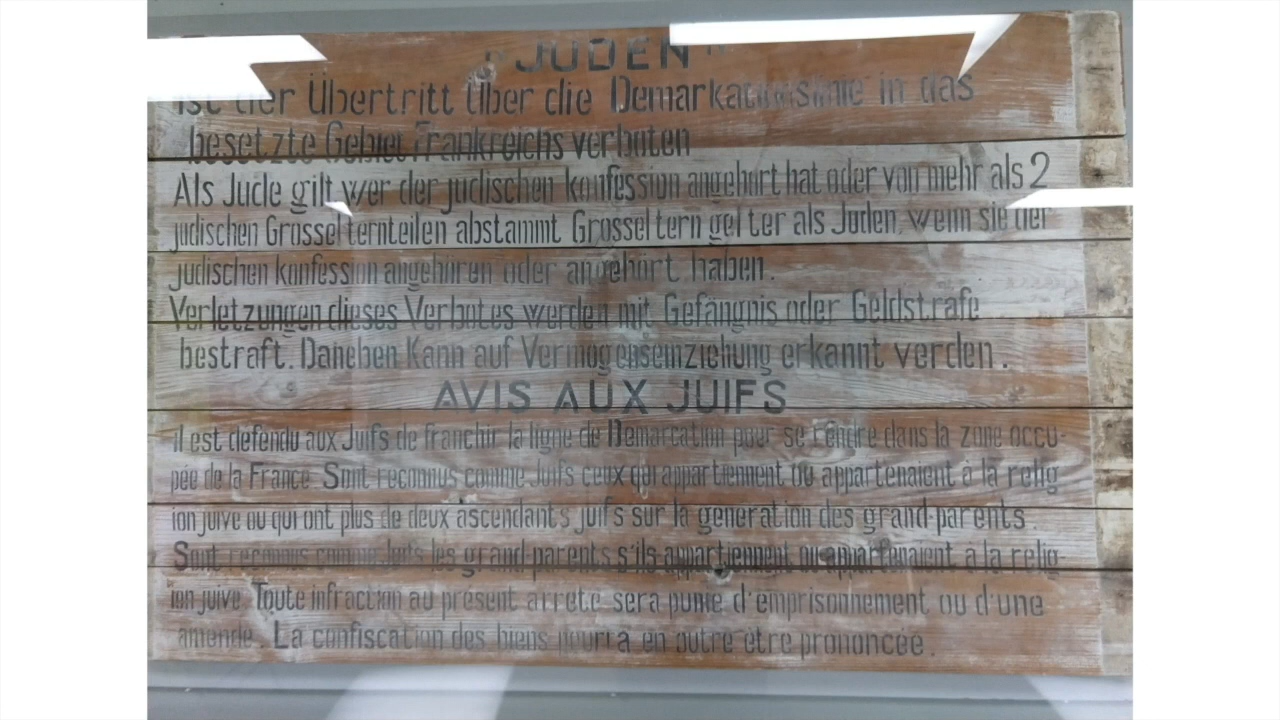 "JUDEN"
ist der Übertritt über die Demarkationslinie in das
besetzte Gebiet Frankreichs verboten
Als Jude gilt wer der judischen konfession angehört hat oder von mehr als 2
judischen Grosselternteilen abstammt Grosseltern gelter als Juden, wenn sie der
judischen konfession angehören oder angehört haben.
Verletzungen dieses Verbotes werden mit Gefängnis oder Geldstrafe
bestraft. Daneben Kann auf Vermögenseinziehung erkannt verden.
AVIS AUX JUIFS
il est defendu aux Juifs de franchir la ligne de Demarcation pour se rendre dans la zone occu-
pée de la France. Sont reconnus comme Juifs ceux qui appartiennent ou appartenaient à la relig
ion juive ou qui ont plus de deux ascendants juifs sur la generation des grand-parents.
Sont reconnus comme Juifs les grand-parents s'ils appartiennent ou appartenaient à la relig-
ion juive. Toute infraction au présent arrete sera punie d'emprisonnement ou d'une
amende. La confiscation des biens pourra en outre être prononcée.